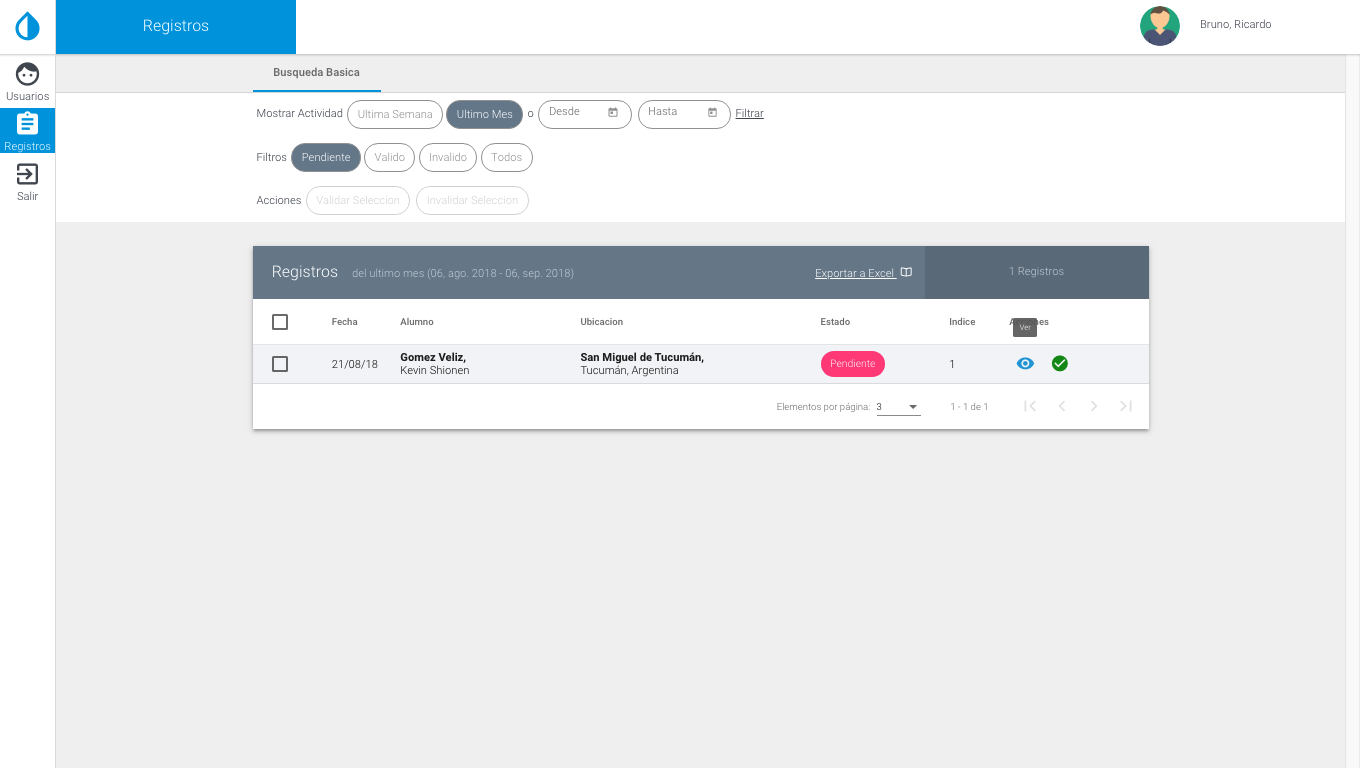 Registros
Bruno, Ricardo
Usuarios
Registros
Salir
Busqueda Basica
Mostrar Actividad Ultima Semana Ultimo Mes o Desde Hasta Filtrar
Filtros Pendiente Valido Invalido Todos
Acciones Validar Seleccion Invalidar Seleccion
Registros del ultimo mes (06, ago. 2018 - 06, sep. 2018) Exportar a Excel 1 Registros
Ver
Fecha Alumno Ubicacion Estado Indice
21/08/18 Gomez Veliz, Kevin Shionen San Miguel de Tucumán, Tucumán, Argentina Pendiente 1
Elementos por página: 3 1 - 1 de 1